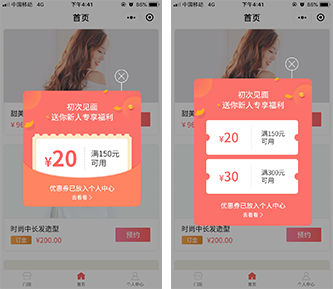 中国移动 4G 下午4:41 86%
首页
初次见面
送你新人专享福利
¥20 满150元
可用
优惠券已放入个人中心
去看看 >
甜美
时尚中长发造型
订金 ¥200.00 预约
门店 首页 个人中心
中国移动 4G 下午4:41 88%
首页
初次见面
送你新人专享福利
¥20 满150元
可用
¥30 满300元
可用
优惠券已放入个人中心
去看看 >
时尚中长发造型
订金 ¥200.00 预约
门店 首页 个人中心